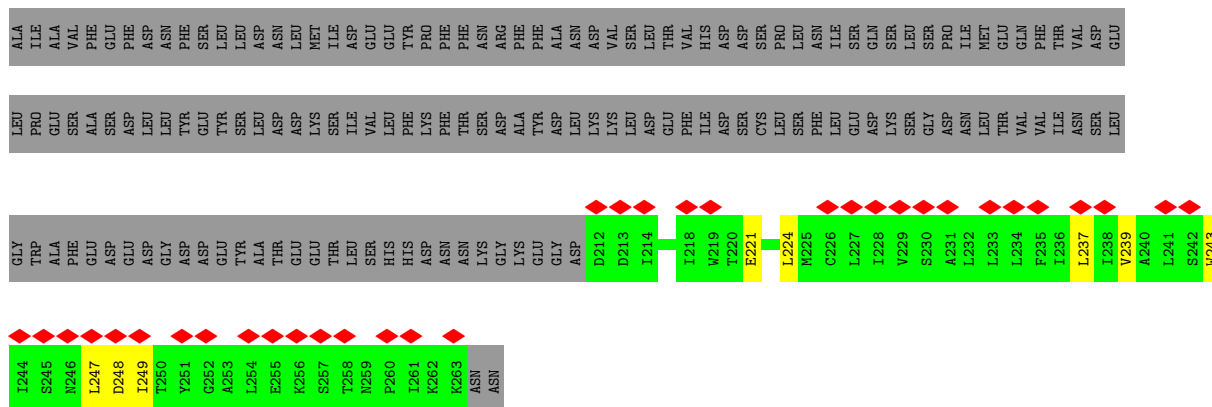 ALA ILE ALA VAL PHE GLU PHE ASP ASN PHE SER LEU LEU ASP ASN LEU MET ILE ASP GLU GLU TYR PRO PHE PHE ASN ARG PHE PHE ALA ASN ASP VAL SER LEU THR VAL HIS ASP ASP SER PRO LEU ASN ILE SER GLN SER LEU SER PRO ILE MET GLU GLN PHE THR VAL ASP GLU
LEU PRO GLU SER ALA SER ASP LEU LEU TYR GLU TYR SER LEU ASP ASP LYS SER ILE VAL LEU PHE LYS PHE THR SER ASP ALA TYR ASP LEU LYS LYS LEU ASP GLU PHE ILE ASP SER CYS LEU SER PHE LEU GLU ASP LYS SER GLY ASP ASN LEU THR VAL VAL ILE ASN SER LEU
GLY TRP ALA PHE GLU ASP GLU ASP GLY ASP ASP GLU TYR ALA THR GLU GLU THR LEU SER HIS HIS ASP ASN ASN LYS GLY GLU GLY ASP D212 D213 I214 I218 W219 T220 E221 L224 M225 C226 L227 I228 V229 S230 A231 L232 L233 L234 F235 I236 L237 I238 V239 A240 L241 S242 W243
I244 S245 N246 L247 D248 I249 T250 Y251 G252 A253 L254 E255 K256 S257 T258 N259 P260 I261 K262 K263 ASN ASN